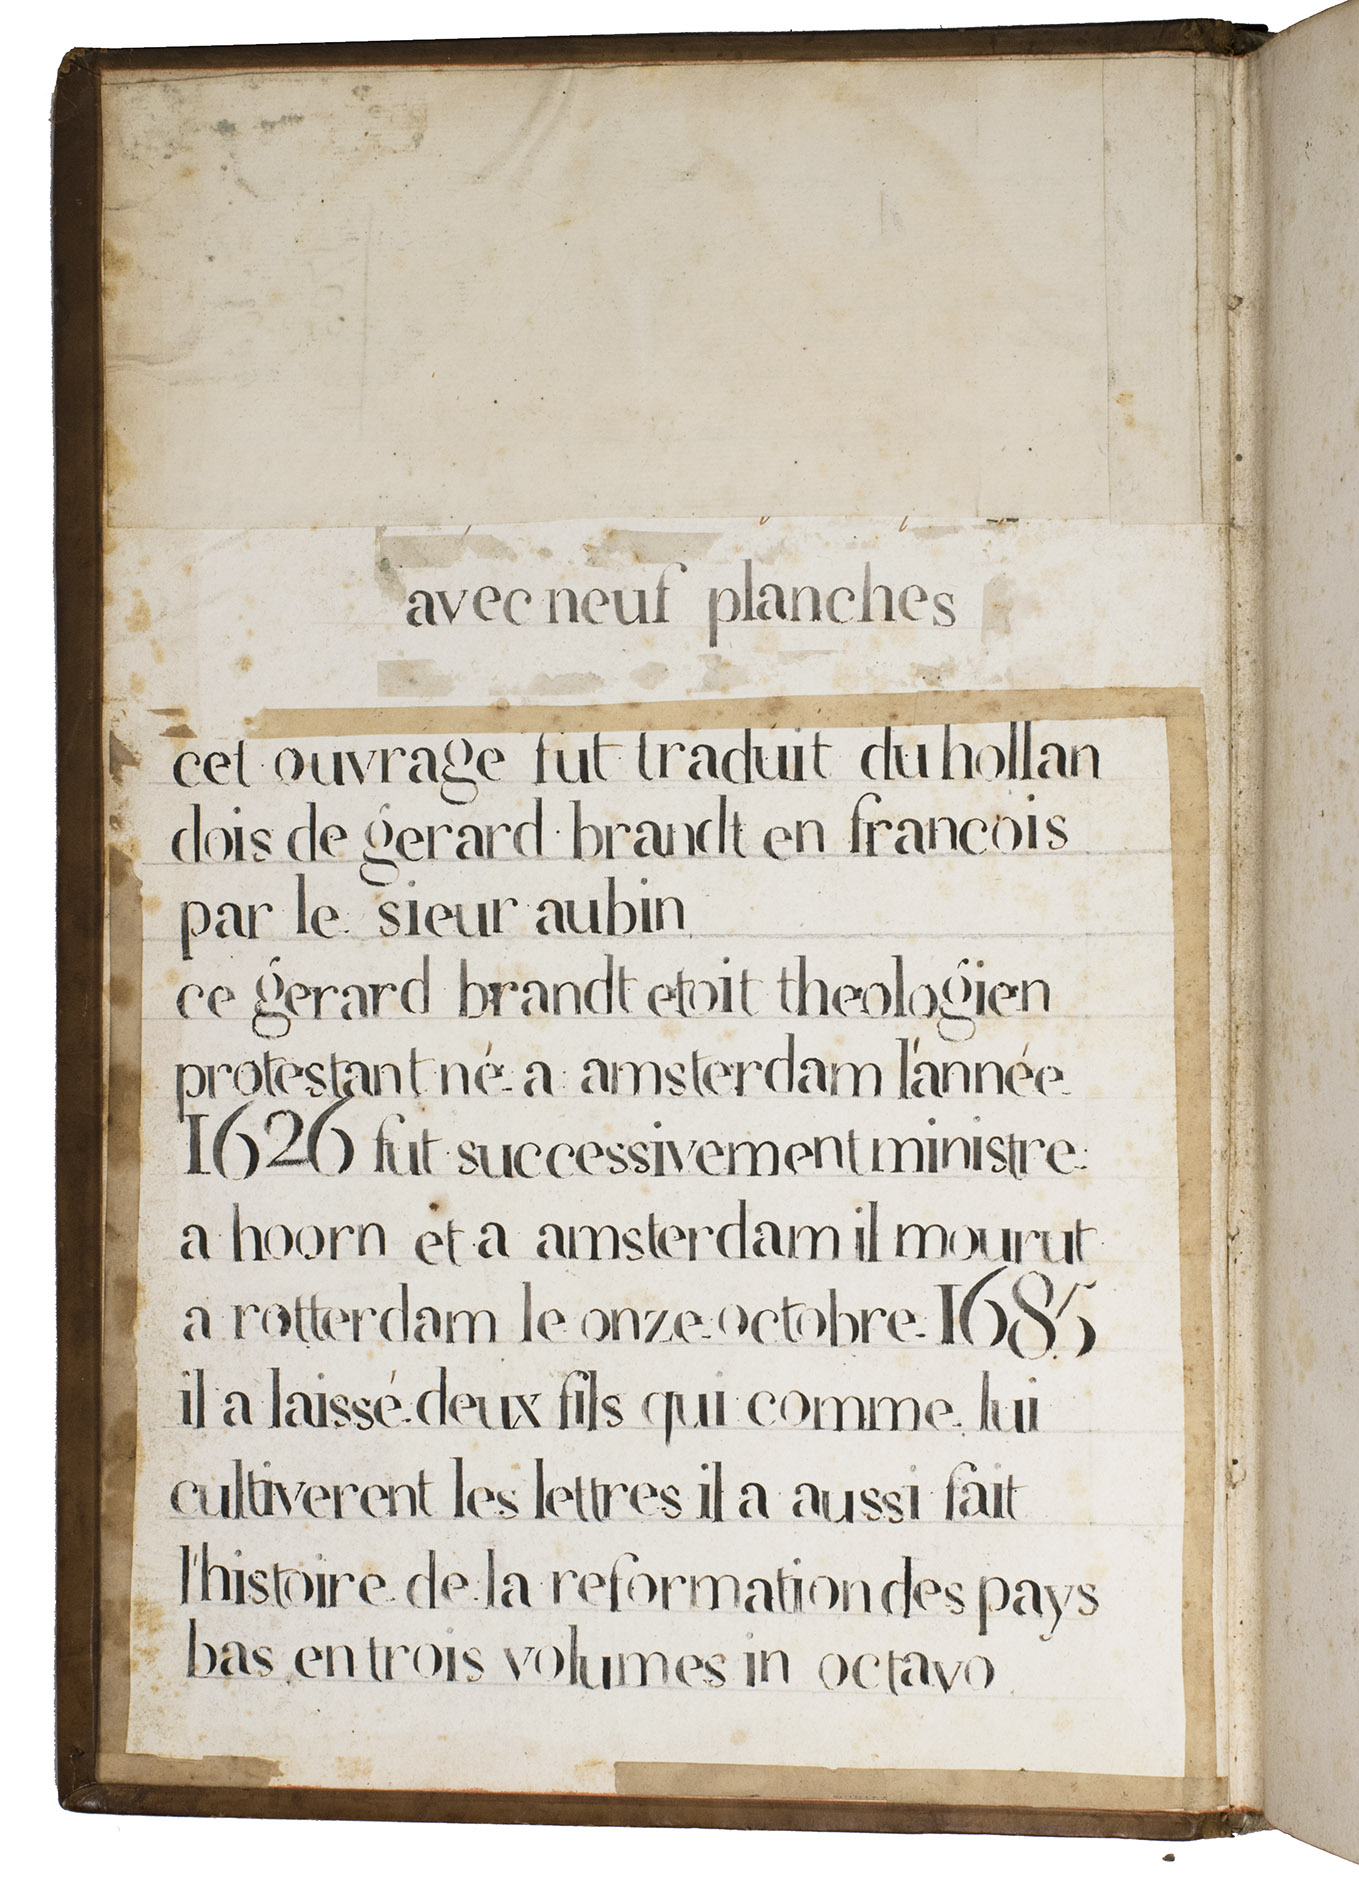 avec neuf planches
cet ouvrage fut traduit du hollan
dois de gerard brandt en francois
par le sieur aubin
ce gerard brandt etoit theologien
protestant né a amsterdam l'année
1626 fut successivement ministre
a hoorn et a amsterdam il mourut
a rotterdam le onze octobre 1685
il a laissé deux fils qui comme lui
cultiverent les lettres il a aussi fait
l'histoire de la reformation des pays
bas en trois volumes in octavo